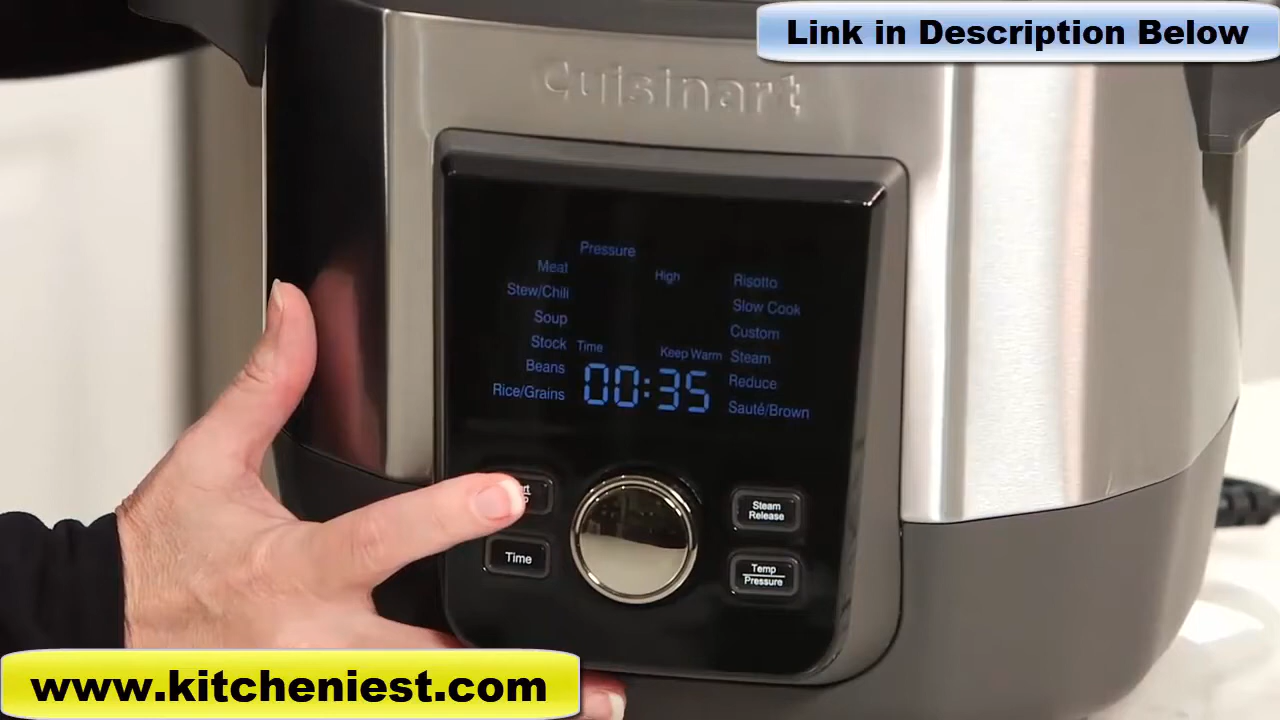 Link in Description Below
Cuisinart
Pressure
Meat
High
Risotto
Stew/Chili
Slow Cook
Soup
Custom
Stock
Time
Keep Warm
Steam
Beans
00:35
Reduce
Rice/Grains
Sauté/Brown
Steam
Release
Time
Temp
Pressure
www.kitcheniest.com